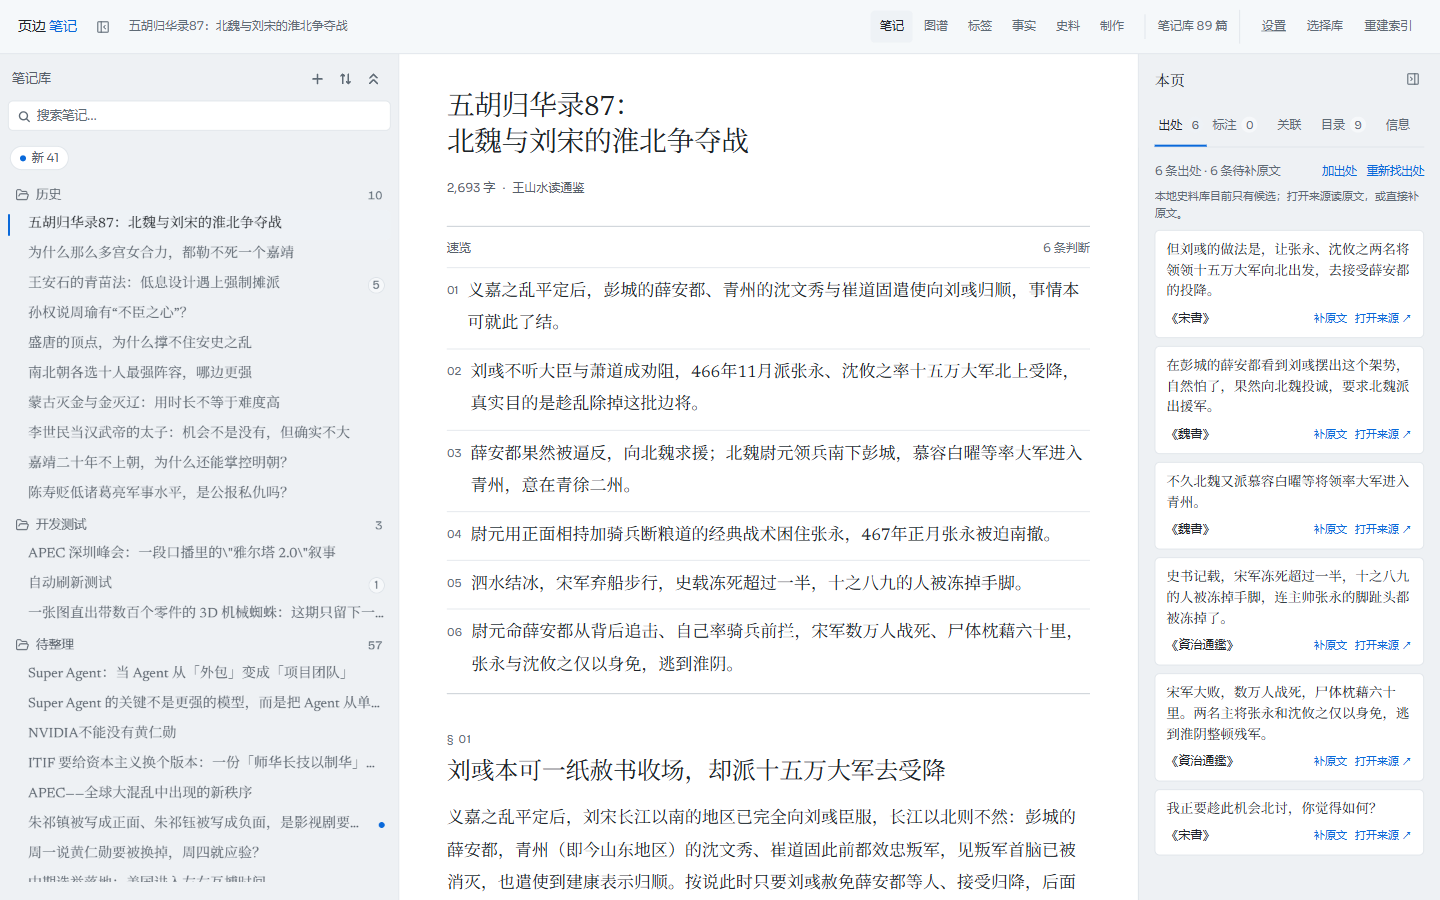 页边 笔记
五胡归华录87：北魏与刘宋的淮北争夺战
笔记 图谱 标签 事实 史料 制作 笔记库 89 篇 设置 选择库 重建索引
笔记库
搜索笔记...
新 41
历史 10
五胡归华录87：北魏与刘宋的淮北争夺战
为什么那么多宫女合力，都勒不死一个嘉靖
王安石的青苗法：低息设计遇上强制摊派 5
孙权说周瑜有“不臣之心”？
盛唐的顶点，为什么撑不住安史之乱
南北朝各选十人最强阵容，哪边更强
蒙古灭金与金灭辽：用时长不等于难度高
李世民当汉武帝的太子：机会不是没有，但确实不大
嘉靖二十年不上朝，为什么还能掌控明朝？
陈寿贬低诸葛亮军事水平，是公报私仇吗？
开发测试 3
APEC 深圳峰会：一段口播里的\"雅尔塔 2.0\"叙事
自动刷新测试 1
一张图直出带数百个零件的 3D 机械蜘蛛：这期只留下一...
待整理 57
Super Agent：当 Agent 从「外包」变成「项目团队」
Super Agent 的关键不是更强的模型，而是把 Agent 从单...
NVIDIA不能没有黄仁勋
ITIF 要给资本主义换个版本：一份「师华长技以制华」...
APEC——全球大混乱中出现的新秩序
朱祁镇被写成正面、朱祁钰被写成负面，是影视剧要...
周一说黄仁勋要被换掉，周四就应验？
五胡归华录87：
北魏与刘宋的淮北争夺战
2,693 字 · 王山水读通鉴
速览 6 条判断
01 义嘉之乱平定后，彭城的薛安都、青州的沈文秀与崔道固遣使向刘彧归顺，事情本
可就此了结。
02 刘彧不听大臣与萧道成劝阻，466年11月派张永、沈攸之率十五万大军北上受降，
真实目的是趁乱除掉这批边将。
03 薛安都果然被逼反，向北魏求援；北魏尉元领兵南下彭城，慕容白曜等率大军进入
青州，意在青徐二州。
04 尉元用正面相持加骑兵断粮道的经典战术困住张永，467年正月张永被迫南撤。
05 泗水结冰，宋军弃船步行，史载冻死超过一半，十之八九的人被冻掉手脚。
06 尉元命薛安都从背后追击、自己率骑兵前拦，宋军数万人战死、尸体枕藉六十里，
张永与沈攸之仅以身免，逃到淮阴。
§ 01
刘彧本可一纸赦书收场，却派十五万大军去受降
义嘉之乱平定后，刘宋长江以南的地区已完全向刘彧臣服，长江以北则不然：彭城的
薛安都，青州（即今山东地区）的沈文秀、崔道固此前都效忠叛军，见叛军首脑已被
消灭，也遣使到建康表示归顺。按说此时只要刘彧赦免薛安都等人、接受归降，后面
本页
出处 6 标注 0 关联 目录 9 信息
6 条出处 · 6 条待补原文 加出处 重新找出处
本地史料库目前只有候选；打开来源读原文，或直接补
原文。
但刘彧的做法是，让张永、沈攸之两名将
领领十五万大军向北出发，去接受薛安都
的投降。
《宋書》 补原文 打开来源 ↗
在彭城的薛安都看到刘彧摆出这个架势，
自然怕了，果然向北魏投诚，要求北魏派
出援军。
《魏書》 补原文 打开来源 ↗
不久北魏又派慕容白曜等将领率大军进入
青州。
《魏書》 补原文 打开来源 ↗
史书记载，宋军冻死超过一半，十之八九
的人被冻掉手脚，连主帅张永的脚趾头都
被冻掉了。
《資治通鑑》 补原文 打开来源 ↗
宋军大败，数万人战死，尸体枕藉六十
里。两名主将张永和沈攸之仅以身免，逃
到淮阴整顿残军。
《資治通鑑》 补原文 打开来源 ↗
我正要趁此机会北讨，你觉得如何？
《宋書》 补原文 打开来源 ↗